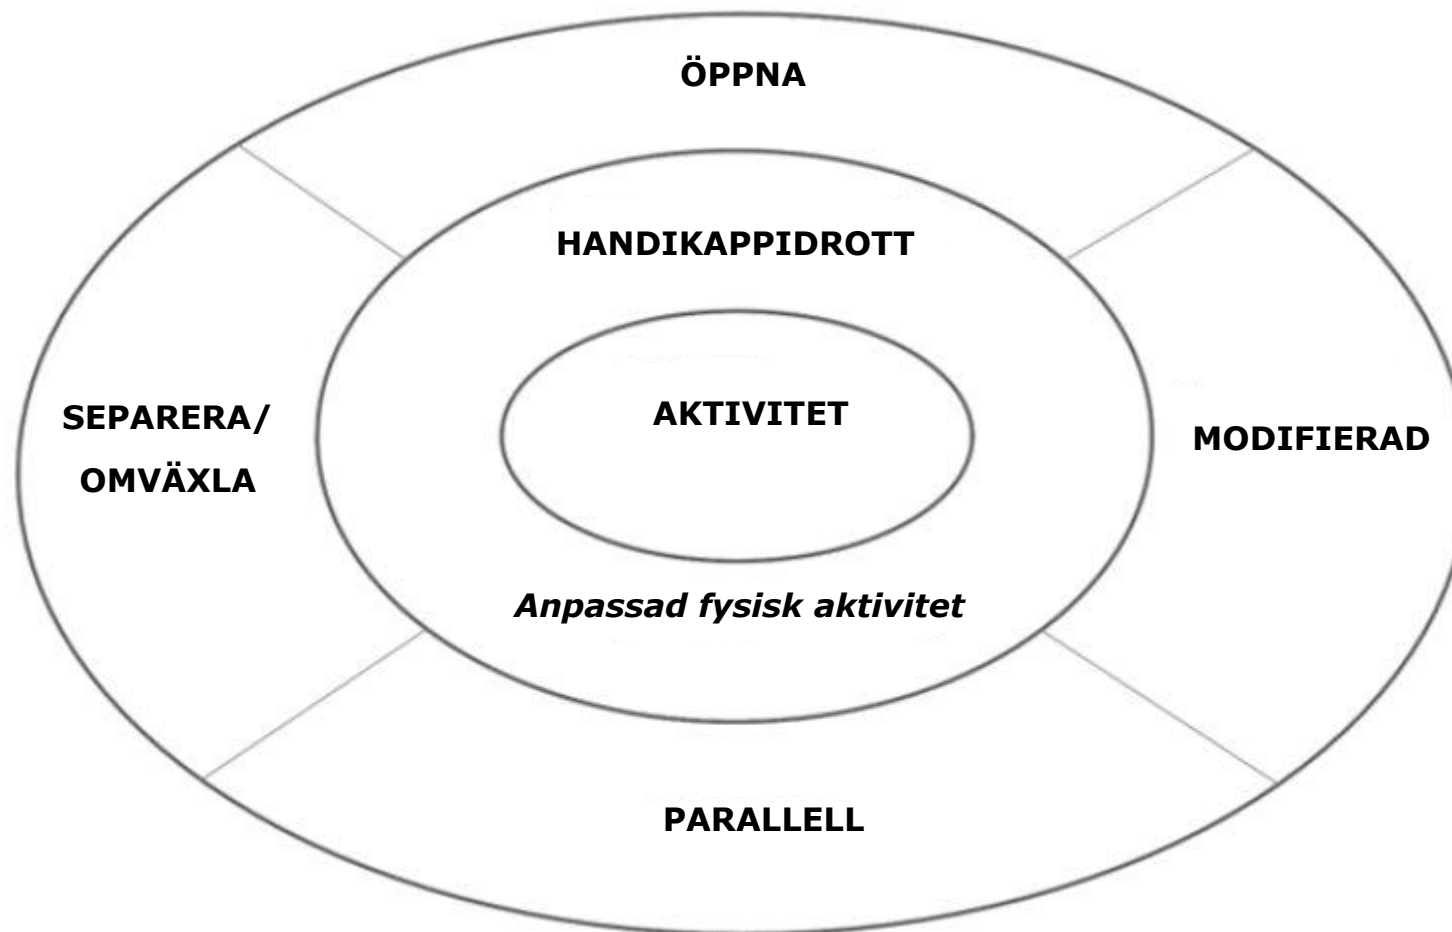 ÖPPNA
HANDIKAPPIDROTT
AKTIVITET
SEPARERA/
OMVÄXLA
MODIFIERAD
Anpassad fysisk aktivitet
PARALLELL